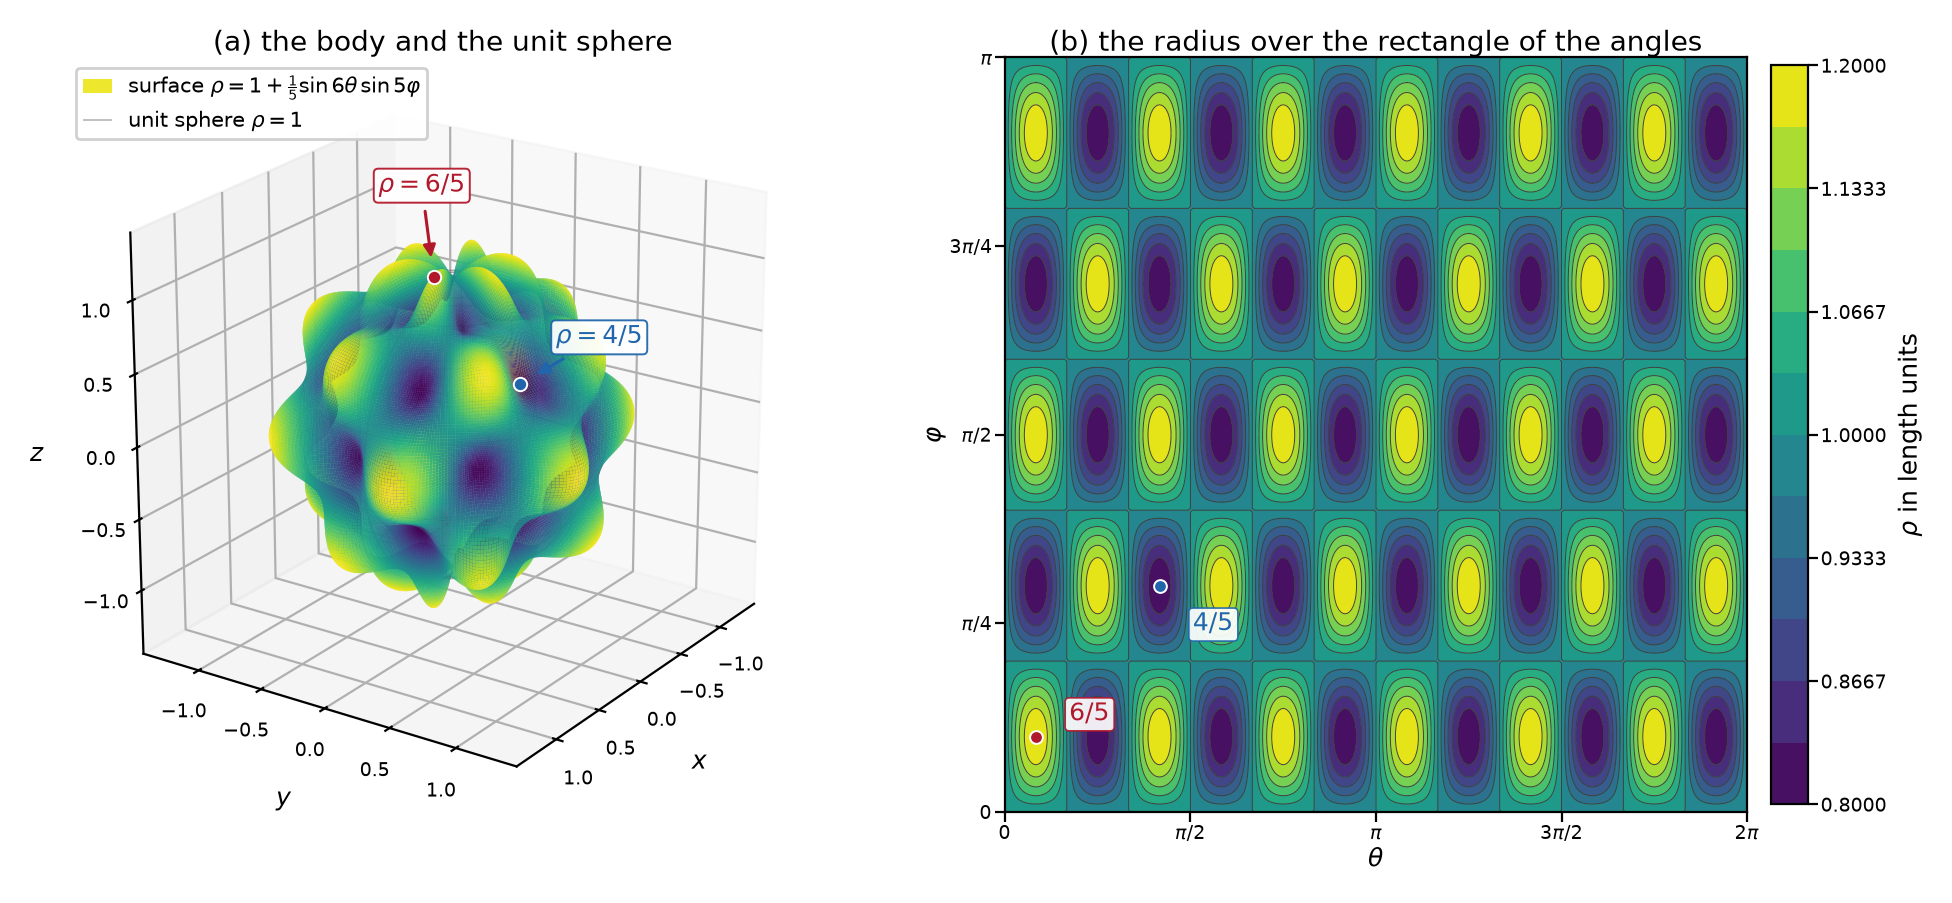 (a) the body and the unit sphere
surface ρ = 1 + 1/5 sin 6θ sin 5φ
unit sphere ρ = 1
ρ = 6/5
ρ = 4/5
z
1.0
0.5
0.0
−0.5
−1.0
−1.0
−0.5
0.0
0.5
1.0
y
−1.0
−0.5
0.0
0.5
1.0
x
(b) the radius over the rectangle of the angles
π
3π/4
π/2
π/4
0
φ
4/5
6/5
0
π/2
π
3π/2
2π
θ
1.2000
1.1333
1.0667
1.0000
0.9333
0.8667
0.8000
ρ in length units